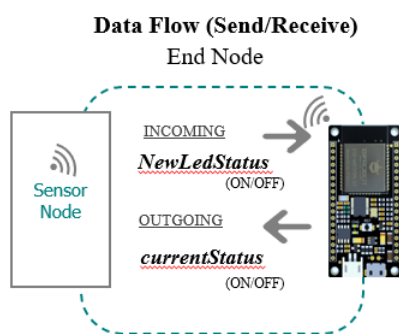 Data Flow (Send/Receive)
End Node
INCOMING
NewLedStatus
(ON/OFF)
Sensor
Node
OUTGOING
currentStatus
(ON/OFF)